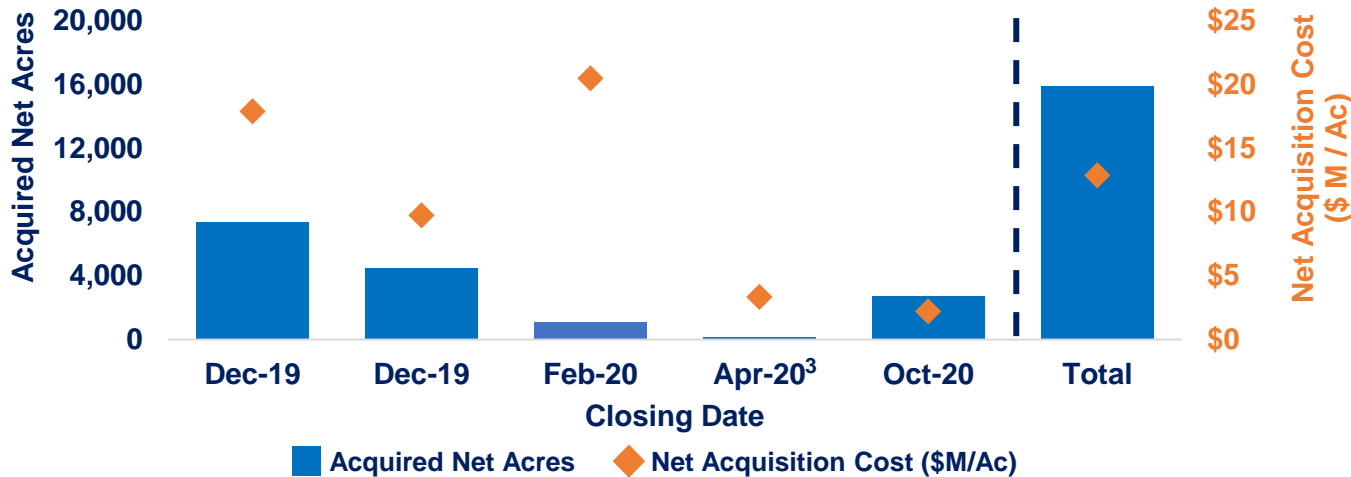 20,000
16,000
12,000
8,000
4,000
0
Acquired Net Acres
$25
$20
$15
$10
$5
$0
Net Acquisition Cost
($ M / Ac)
Dec-19 Dec-19 Feb-20 Apr-20³ Oct-20 Total
Closing Date
Acquired Net Acres Net Acquisition Cost ($M/Ac)